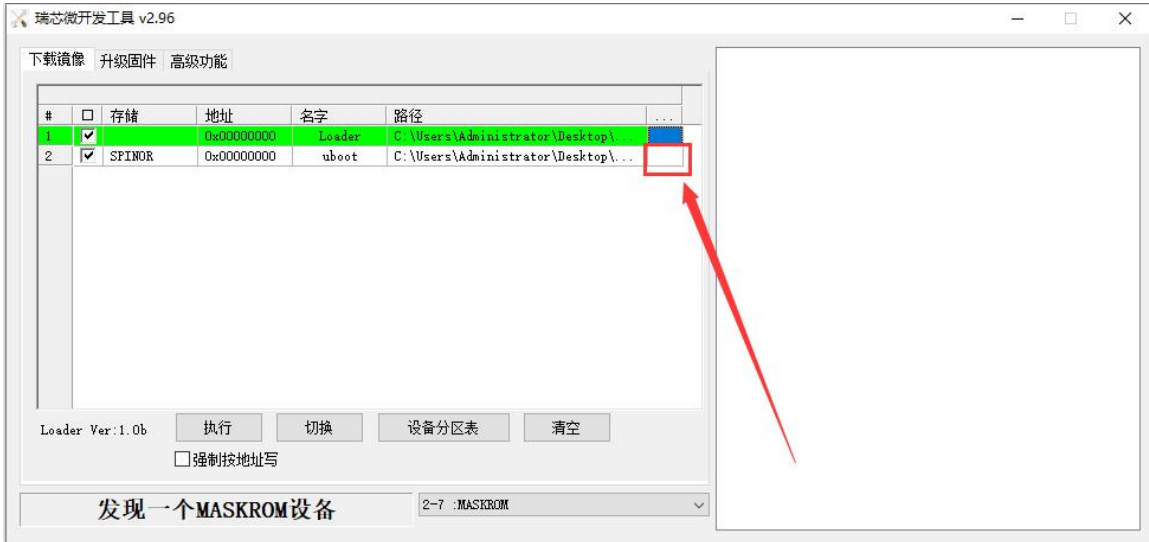 瑞芯微开发工具 v2.96
下载镜像 升级固件 高级功能
# 存储 地址 名字 路径 ...
1 0x00000000 Loader C:\Users\Administrator\Desktop\...
2 SPINOR 0x00000000 uboot C:\Users\Administrator\Desktop\...
Loader Ver:1.0b 执行 切换 设备分区表 清空
强制按地址写
发现一个MASKROM设备 2-7 :MASKROM